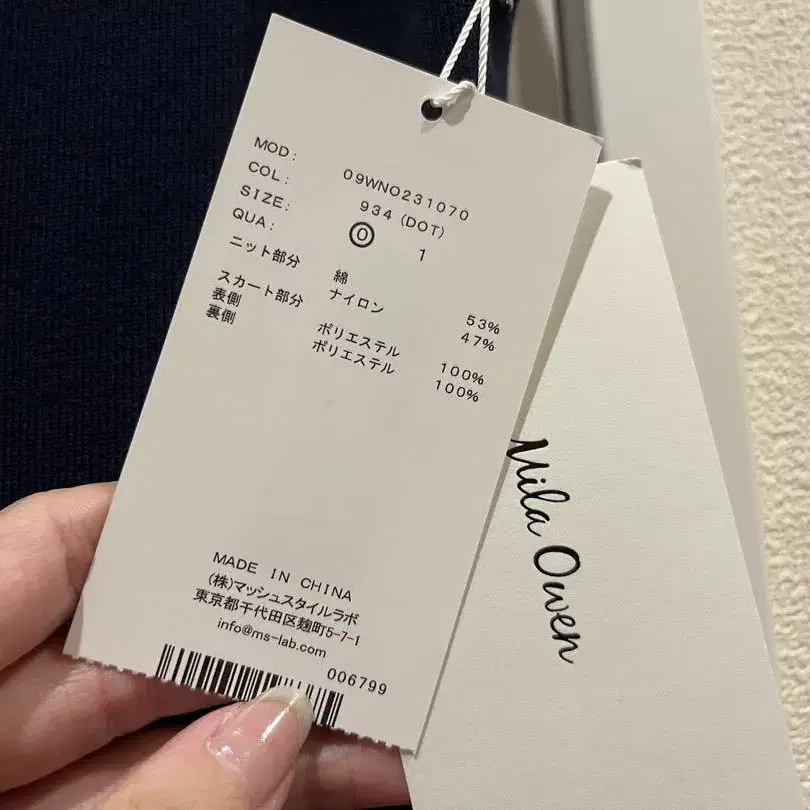 MOD: 09WNO231070
COL: 934 (DOT)
SIZE: 0 1
QUA:
ニット部分 綿 53%
ナイロン 47%
スカート部分
表側 ポリエステル 100%
裏側 ポリエステル 100%
MADE IN CHINA
(株)マッシュスタイルラボ
東京都千代田区麹町5-7-1
info@ms-lab.com
006799
Mila Owen